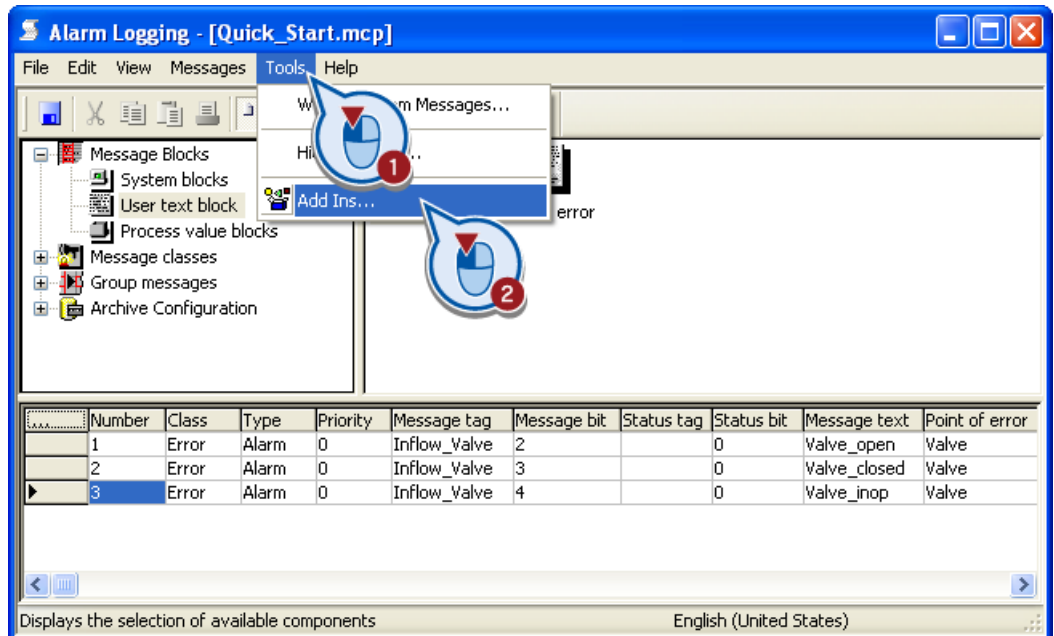 Alarm Logging - [Quick_Start.mcp]
File Edit View Messages Tools Help
W m Messages...
Hi ..
Add Ins...
1
2
error
Message Blocks
System blocks
User text block
Process value blocks
Message classes
Group messages
Archive Configuration
Number Class Type Priority Message tag Message bit Status tag Status bit Message text Point of error
1 Error Alarm 0 Inflow_Valve 2 0 Valve_open Valve
2 Error Alarm 0 Inflow_Valve 3 0 Valve_closed Valve
3 Error Alarm 0 Inflow_Valve 4 0 Valve_inop Valve
Displays the selection of available components English (United States)